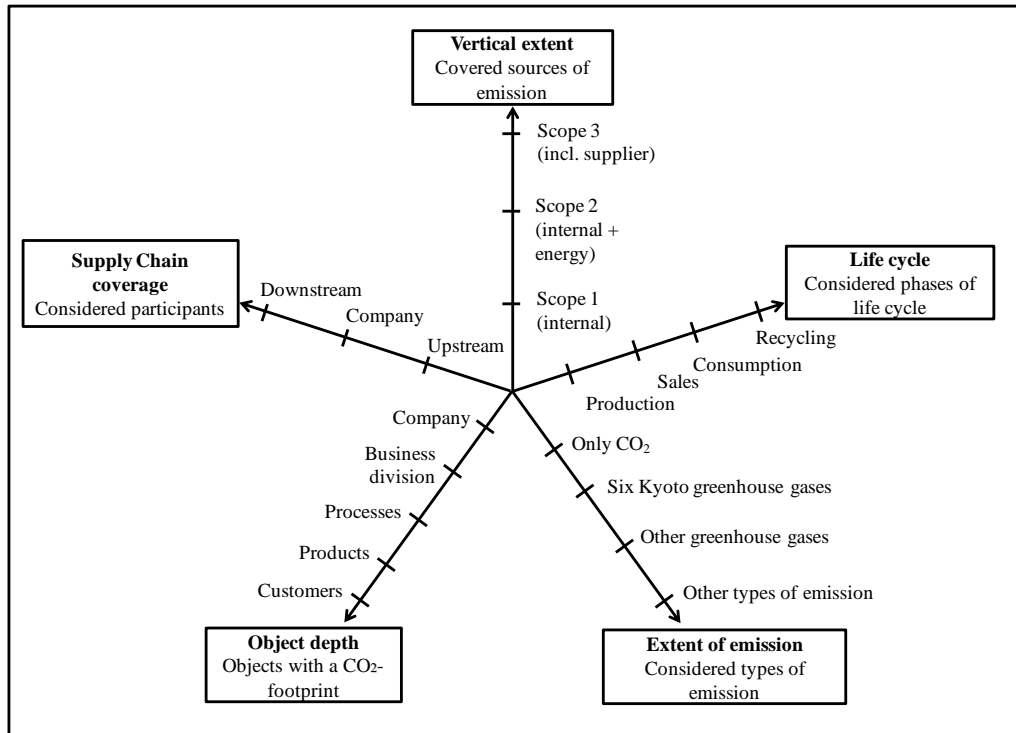 Vertical extent
Covered sources of
emission
Scope 3
(incl. supplier)
Scope 2
(internal +
energy)
Scope 1
(internal)
Supply Chain
coverage
Considered participants
Downstream
Company
Upstream
Life cycle
Considered phases of
life cycle
Recycling
Consumption
Sales
Production
Company
Business
division
Processes
Products
Customers
Only CO₂
Six Kyoto greenhouse gases
Other greenhouse gases
Other types of emission
Object depth
Objects with a CO₂-
footprint
Extent of emission
Considered types of
emission